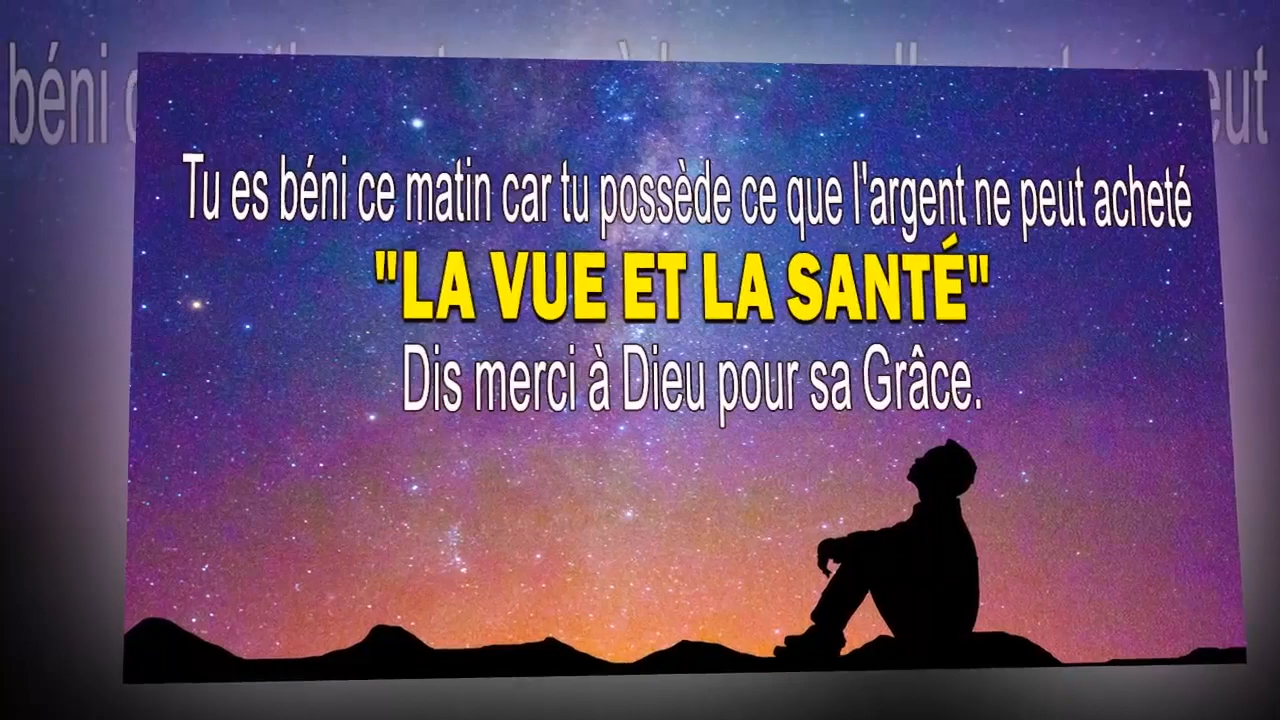 Tu es béni ce matin car tu possède ce que l'argent ne peut acheté
"LA VUE ET LA SANTÉ"
Dis merci à Dieu pour sa Grâce.